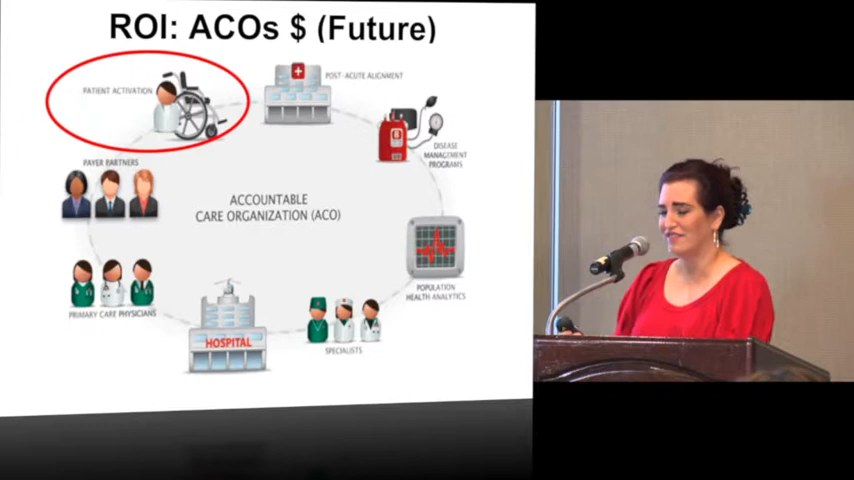 ROI: ACOs $ (Future)
PATIENT ACTIVATION
POST-ACUTE ALIGNMENT
DISEASE
MANAGEMENT
PROGRAMS
PAYER PARTNERS
ACCOUNTABLE
CARE ORGANIZATION (ACO)
POPULATION
HEALTH ANALYTICS
PRIMARY CARE PHYSICIANS
HOSPITAL
SPECIALISTS